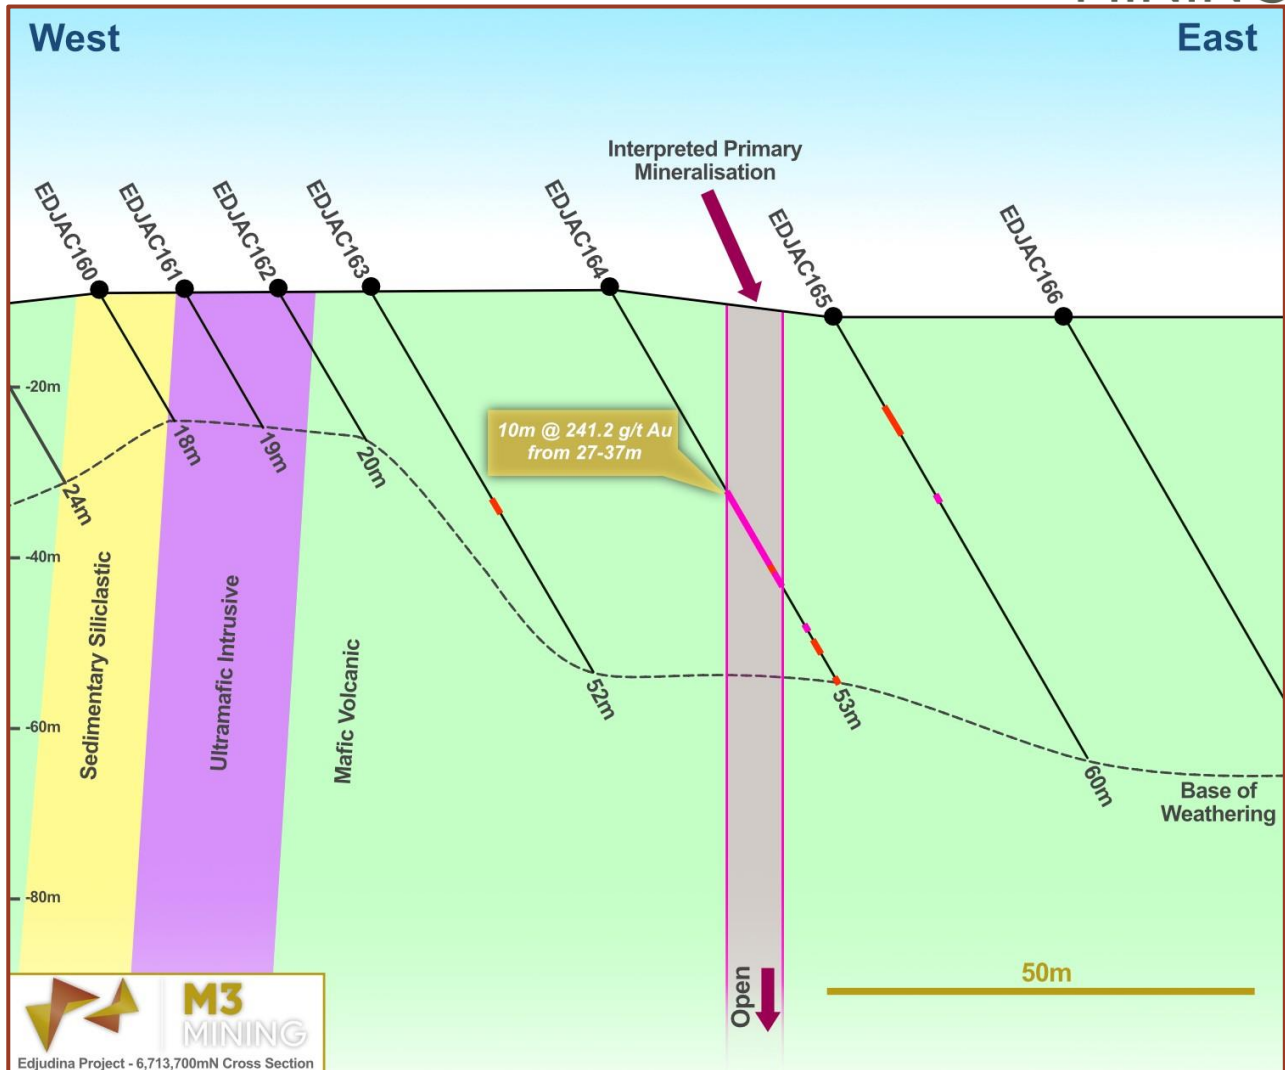 West
East
Interpreted Primary
Mineralisation
EDJAC160
EDJAC161
EDJAC162
EDJAC163
EDJAC164
EDJAC165
EDJAC166
-20m
10m @ 241.2 g/t Au
from 27-37m
18m
19m
20m
24m
-40m
Sedimentary Siliclastic
Ultramafic Intrusive
Mafic Volcanic
52m
53m
-60m
60m
Base of
Weathering
-80m
Open
50m
M3
MINING
Edjudina Project - 6,713,700mN Cross Section